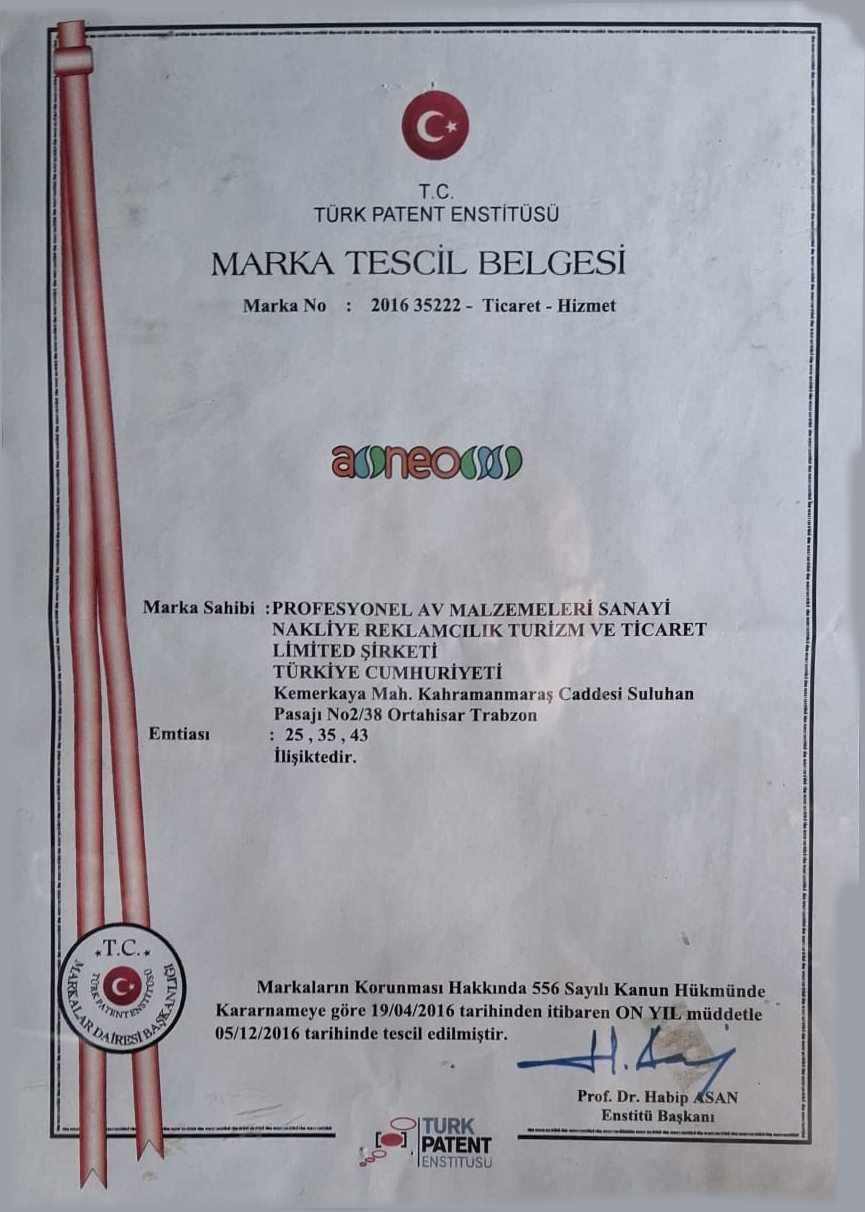 T.C.
TÜRK PATENT ENSTİTÜSÜ
MARKA TESCİL BELGESİ
Marka No : 2016 35222 - Ticaret - Hizmet
Marka Sahibi :PROFESYONEL AV MALZEMELERİ SANAYİ
NAKLİYE REKLAMCILIK TURİZM VE TİCARET
LİMİTED ŞİRKETİ
TÜRKİYE CUMHURİYETİ
Kemerkaya Mah. Kahramanmaraş Caddesi Suluhan
Pasajı No2/38 Ortahisar Trabzon
Emtiası : 25 , 35 , 43
İlişiktedir.
T.C.
TÜRK PATENT ENSTİTÜSÜ
MARKALAR DAİRESİ BAŞKANLIĞI
Markaların Korunması Hakkında 556 Sayılı Kanun Hükmünde
Kararnameye göre 19/04/2016 tarihinden itibaren ON YIL müddetle
05/12/2016 tarihinde tescil edilmiştir.
Prof. Dr. Habip ASAN
Enstitü Başkanı
TÜRK
PATENT
ENSTİTÜSÜ